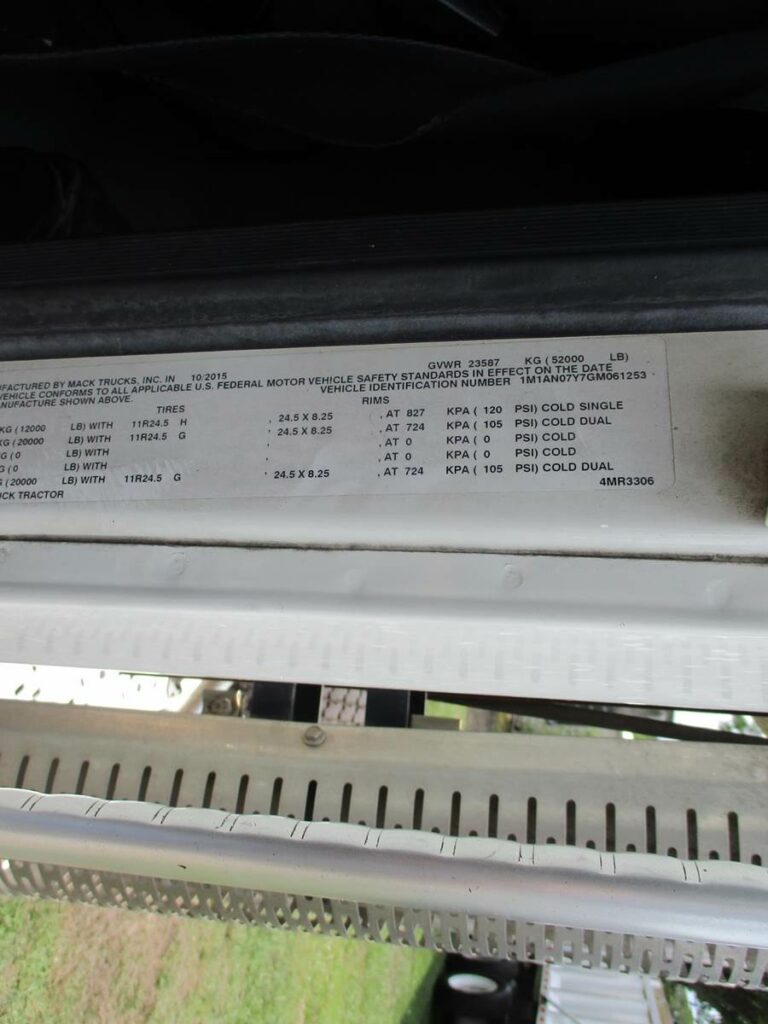 GVWR 23587 KG ( 52000 LB)
UFACTURED BY MACK TRUCKS, INC. IN 10/2015
VEHICLE CONFORMS TO ALL APPLICABLE U.S. FEDERAL MOTOR VEHICLE SAFETY STANDARDS IN EFFECT ON THE DATE
ANUFACTURE SHOWN ABOVE. VEHICLE IDENTIFICATION NUMBER 1M1AN07Y7GM061253
TIRES RIMS
KG ( 12000 LB) WITH 11R24.5 H , 24.5 X 8.25 , AT 827 KPA ( 120 PSI) COLD SINGLE
KG ( 20000 LB) WITH 11R24.5 G , 24.5 X 8.25 , AT 724 KPA ( 105 PSI) COLD DUAL
KG ( 0 LB) WITH , , AT 0 KPA ( 0 PSI) COLD
G ( 0 LB) WITH , , AT 0 KPA ( 0 PSI) COLD
G ( 20000 LB) WITH 11R24.5 G , 24.5 X 8.25 , AT 724 KPA ( 105 PSI) COLD DUAL
CK TRACTOR 4MR3306